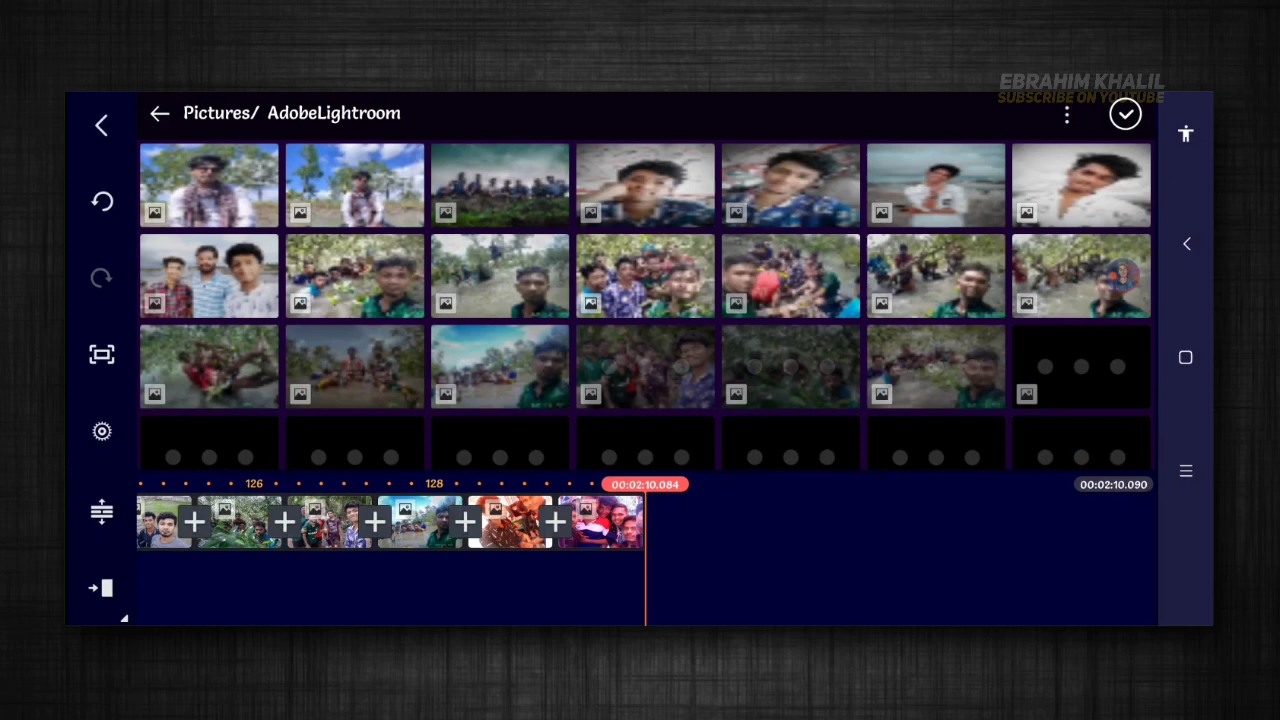 EBRAHIM KHALIL
SUBSCRIBE ON YOUTUBE
Pictures/ AdobeLightroom
126
128
00:02:10.084
00:02:10.090